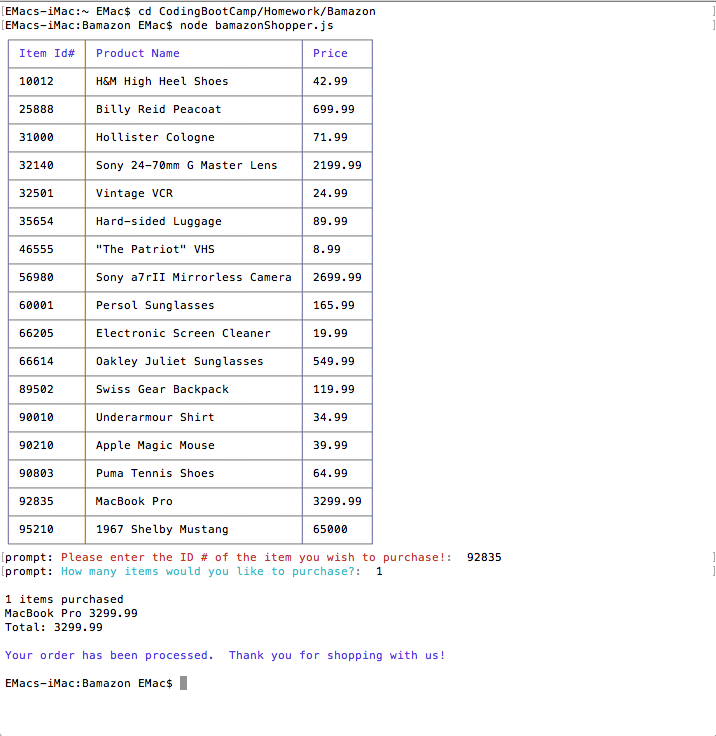 [EMacs-iMac:~ EMac$ cd CodingBootCamp/Homework/Bamazon ]
[EMacs-iMac:Bamazon EMac$ node bamazonShopper.js ]
Item Id# Product Name Price
10012 H&M High Heel Shoes 42.99
25888 Billy Reid Peacoat 699.99
31000 Hollister Cologne 71.99
32140 Sony 24-70mm G Master Lens 2199.99
32501 Vintage VCR 24.99
35654 Hard-sided Luggage 89.99
46555 "The Patriot" VHS 8.99
56980 Sony a7rII Mirrorless Camera 2699.99
60001 Persol Sunglasses 165.99
66205 Electronic Screen Cleaner 19.99
66614 Oakley Juliet Sunglasses 549.99
89502 Swiss Gear Backpack 119.99
90010 Underarmour Shirt 34.99
90210 Apple Magic Mouse 39.99
90803 Puma Tennis Shoes 64.99
92835 MacBook Pro 3299.99
95210 1967 Shelby Mustang 65000
[prompt: Please enter the ID # of the item you wish to purchase!: 92835 ]
[prompt: How many items would you like to purchase?: 1 ]
1 items purchased
MacBook Pro 3299.99
Total: 3299.99
Your order has been processed. Thank you for shopping with us!
EMacs-iMac:Bamazon EMac$